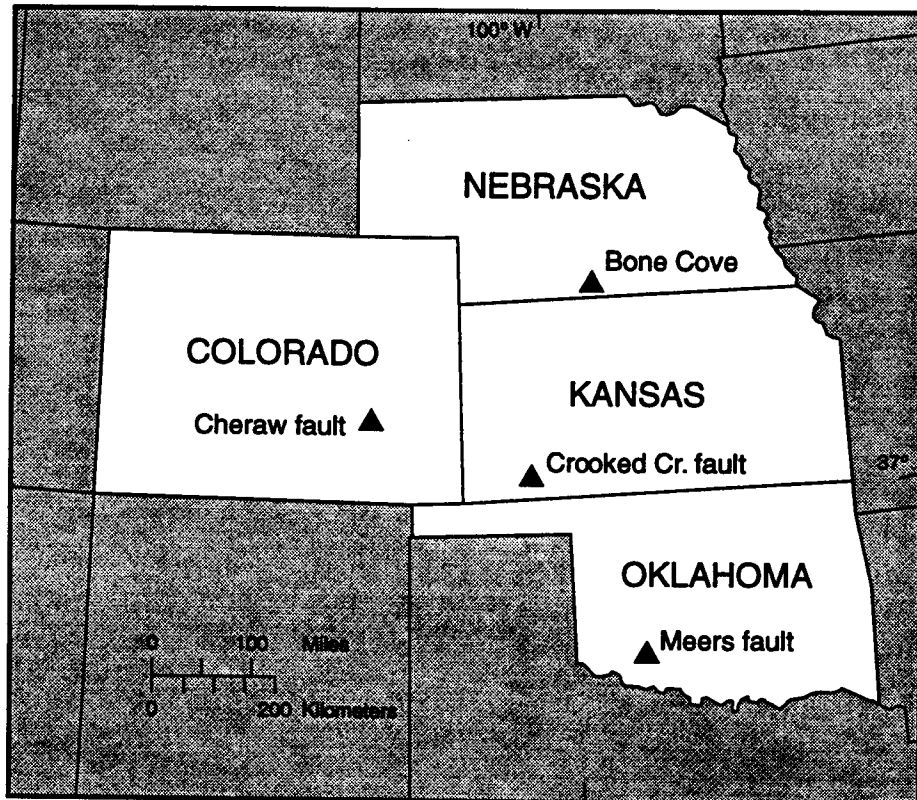 100° W
NEBRASKA
Bone Cove
COLORADO
KANSAS
Cheraw fault
Crooked Cr. fault
37°
OKLAHOMA
0 100 Miles
Meers fault
0 200 Kilometers